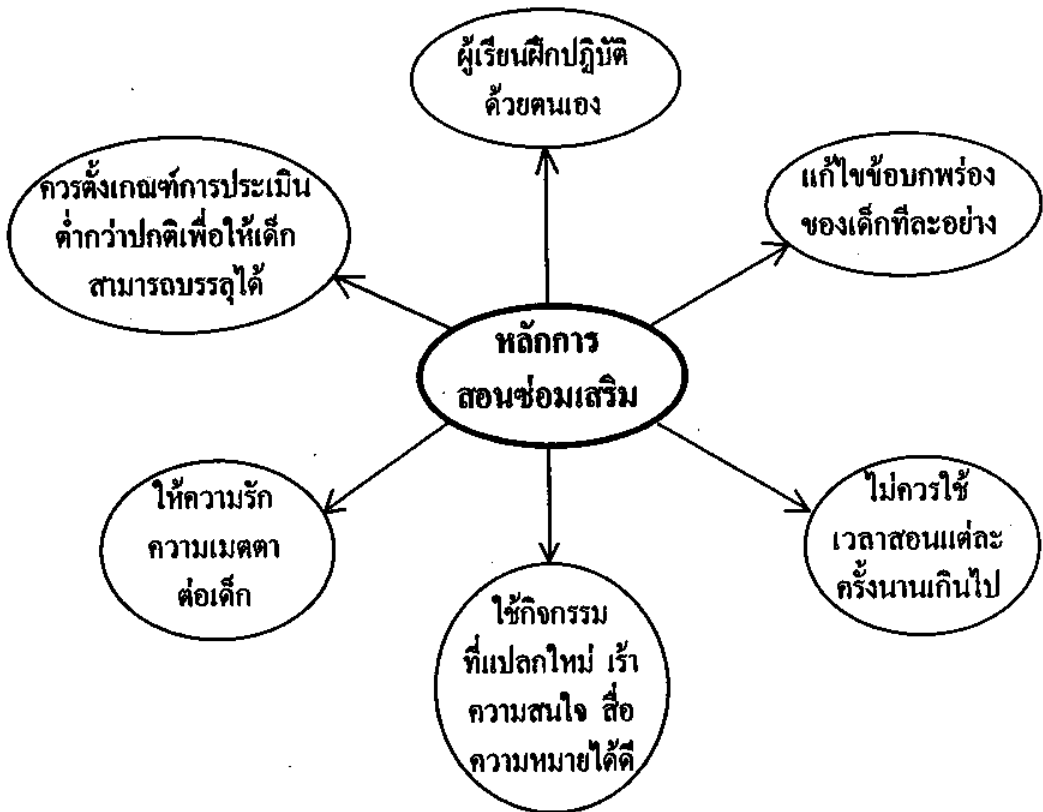 ผู้เรียนฝึกปฏิบัติ
ด้วยตนเอง
ควรตั้งเกณฑ์การประเมิน
ต่ำกว่าปกติเพื่อให้เด็ก
สามารถบรรลุได้
แก้ไขข้อบกพร่อง
ของเด็กทีละอย่าง
หลักการ
สอนซ่อมเสริม
ให้ความรัก
ความเมตตา
ต่อเด็ก
ไม่ควรใช้
เวลาสอนแต่ละ
ครั้งนานเกินไป
ใช้กิจกรรม
ที่แปลกใหม่ เร้า
ความสนใจ สื่อ
ความหมายได้ดี